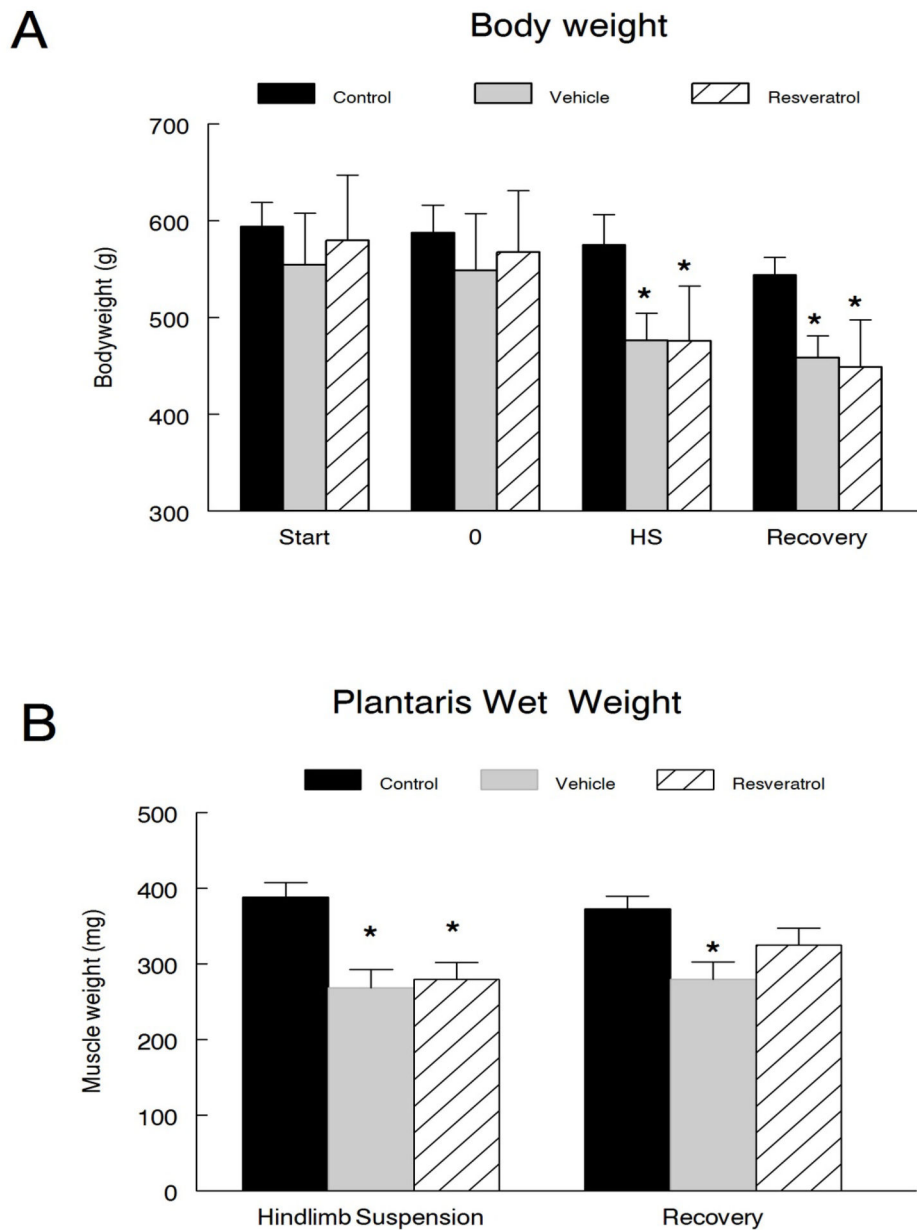 A
Body weight
Control Vehicle Resveratrol
700
600
500
400
300
Bodyweight (g)
* * * *
Start 0 HS Recovery
B
Plantaris Wet Weight
Control Vehicle Resveratrol
500
400
300
200
100
0
Muscle weight (mg)
* * *
Hindlimb Suspension Recovery